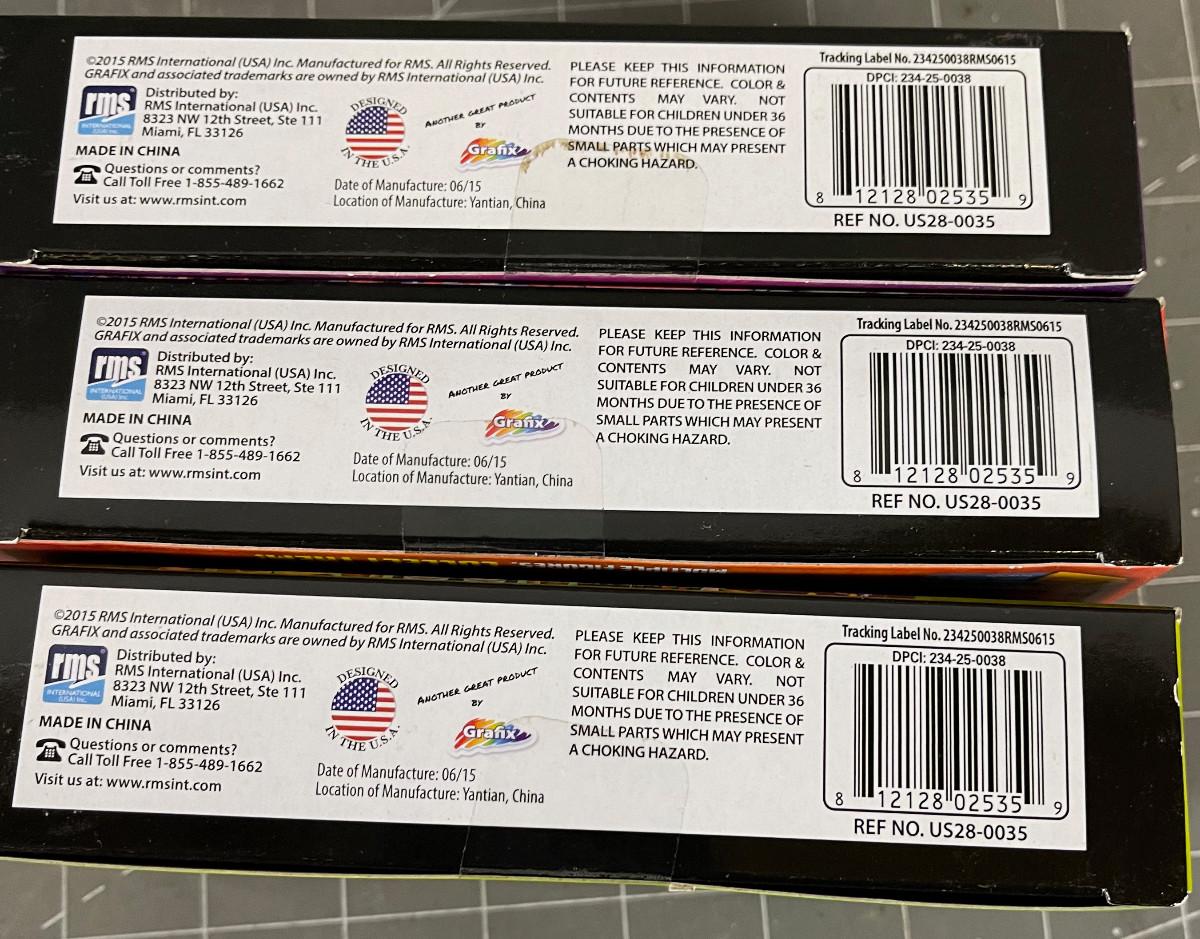 ©2015 RMS International (USA) Inc. Manufactured for RMS. All Rights Reserved.
GRAFIX and associated trademarks are owned by RMS International (USA) Inc.
rms
INTERNATIONAL
(USA) Inc.
Distributed by:
RMS International (USA) Inc.
8323 NW 12th Street, Ste 111
Miami, FL 33126
MADE IN CHINA
Questions or comments?
Call Toll Free 1-855-489-1662
Visit us at: www.rmsint.com
DESIGNED
IN THE U.S.A.
ANOTHER GREAT PRODUCT
BY
Grafix
Date of Manufacture: 06/15
Location of Manufacture: Yantian, China
PLEASE KEEP THIS INFORMATION
FOR FUTURE REFERENCE. COLOR &
CONTENTS MAY VARY. NOT
SUITABLE FOR CHILDREN UNDER 36
MONTHS DUE TO THE PRESENCE OF
SMALL PARTS WHICH MAY PRESENT
A CHOKING HAZARD.
Tracking Label No. 234250038RMS0615
DPCI: 234-25-0038
8 12128 02535 9
REF NO. US28-0035
©2015 RMS International (USA) Inc. Manufactured for RMS. All Rights Reserved.
GRAFIX and associated trademarks are owned by RMS International (USA) Inc.
rms
INTERNATIONAL
(USA) Inc.
Distributed by:
RMS International (USA) Inc.
8323 NW 12th Street, Ste 111
Miami, FL 33126
MADE IN CHINA
Questions or comments?
Call Toll Free 1-855-489-1662
Visit us at: www.rmsint.com
DESIGNED
IN THE U.S.A.
ANOTHER GREAT PRODUCT
BY
Grafix
Date of Manufacture: 06/15
Location of Manufacture: Yantian, China
PLEASE KEEP THIS INFORMATION
FOR FUTURE REFERENCE. COLOR &
CONTENTS MAY VARY. NOT
SUITABLE FOR CHILDREN UNDER 36
MONTHS DUE TO THE PRESENCE OF
SMALL PARTS WHICH MAY PRESENT
A CHOKING HAZARD.
Tracking Label No. 234250038RMS0615
DPCI: 234-25-0038
8 12128 02535 9
REF NO. US28-0035
MULTIPLE FIGURES!
©2015 RMS International (USA) Inc. Manufactured for RMS. All Rights Reserved.
GRAFIX and associated trademarks are owned by RMS International (USA) Inc.
rms
INTERNATIONAL
(USA) Inc.
Distributed by:
RMS International (USA) Inc.
8323 NW 12th Street, Ste 111
Miami, FL 33126
MADE IN CHINA
Questions or comments?
Call Toll Free 1-855-489-1662
Visit us at: www.rmsint.com
DESIGNED
IN THE U.S.A.
ANOTHER GREAT PRODUCT
BY
Grafix
Date of Manufacture: 06/15
Location of Manufacture: Yantian, China
PLEASE KEEP THIS INFORMATION
FOR FUTURE REFERENCE. COLOR &
CONTENTS MAY VARY. NOT
SUITABLE FOR CHILDREN UNDER 36
MONTHS DUE TO THE PRESENCE OF
SMALL PARTS WHICH MAY PRESENT
A CHOKING HAZARD.
Tracking Label No. 234250038RMS0615
DPCI: 234-25-0038
8 12128 02535 9
REF NO. US28-0035